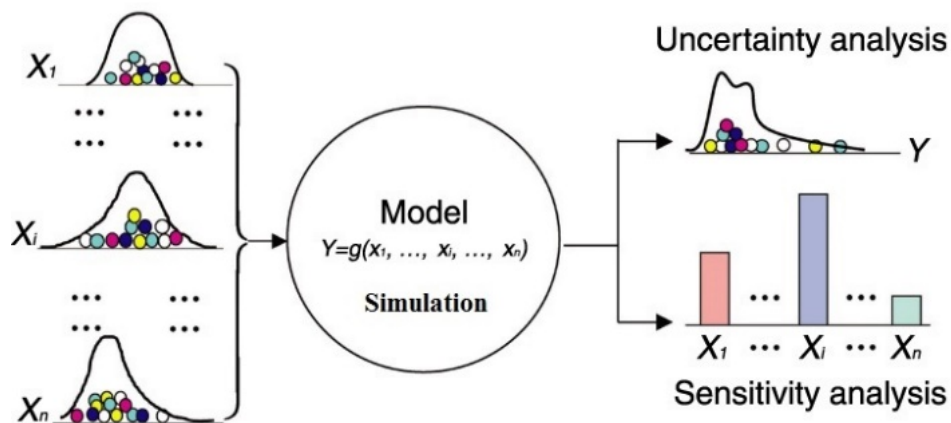 X1
... ...
... ...
Xi
... ...
... ...
Xn
Model
Y=g(x1, ..., xi, ..., xn)
Simulation
Uncertainty analysis
Y
... ...
X1 ... Xi ... Xn
Sensitivity analysis